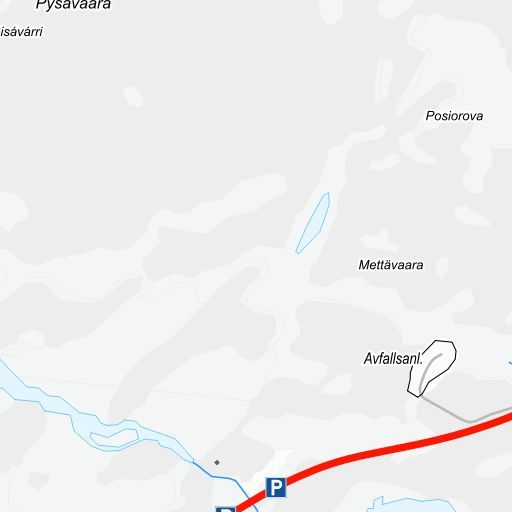 Pysävaara
isávárri
Posiorova
Mettävaara
Avfallsanl.
P
P